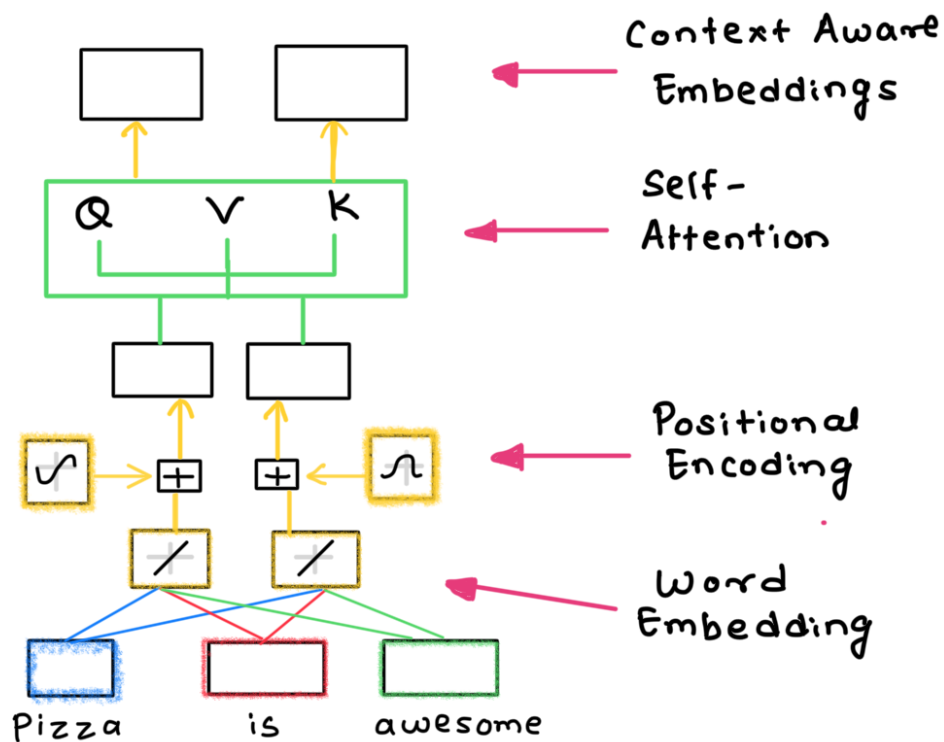 Context Aware
Embeddings
Self-
Attention
Q V K
Positional
Encoding
+ +
Word
Embedding
Pizza is awesome